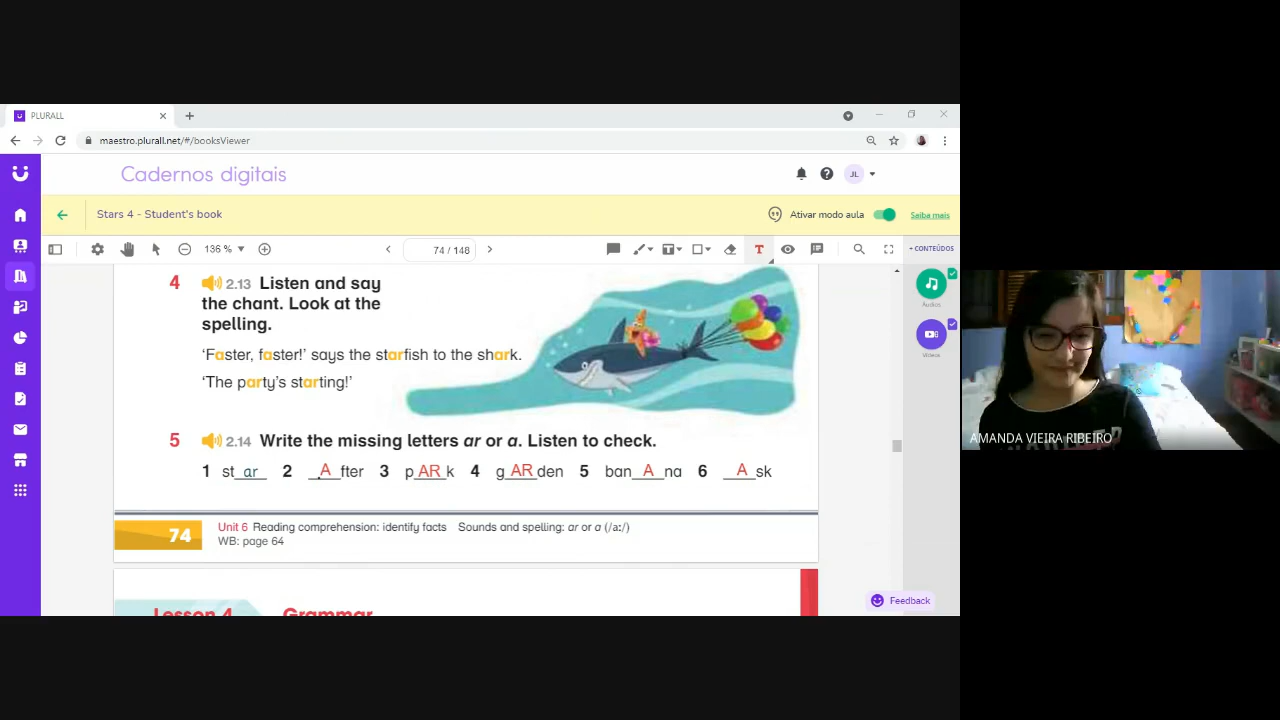 PLURALL
maestro.plurall.net/#/booksViewer
Cadernos digitais
JL
Stars 4 - Student's book
Ativar modo aula
Saiba mais
136 %
74 / 148
T
+ CONTEÚDOS
4 2.13 Listen and say
the chant. Look at the
spelling.
'Faster, faster!' says the starfish to the shark.
'The party's starting!'
Áudios
Vídeos
5 2.14 Write the missing letters ar or a. Listen to check.
1 st ar 2 A fter 3 p AR k 4 g AR den 5 ban A na 6 A sk
74
Unit 6 Reading comprehension: identify facts Sounds and spelling: ar or a (/aː/)
WB: page 64
Lesson 4 Grammar
Feedback
AMANDA VIEIRA RIBEIRO